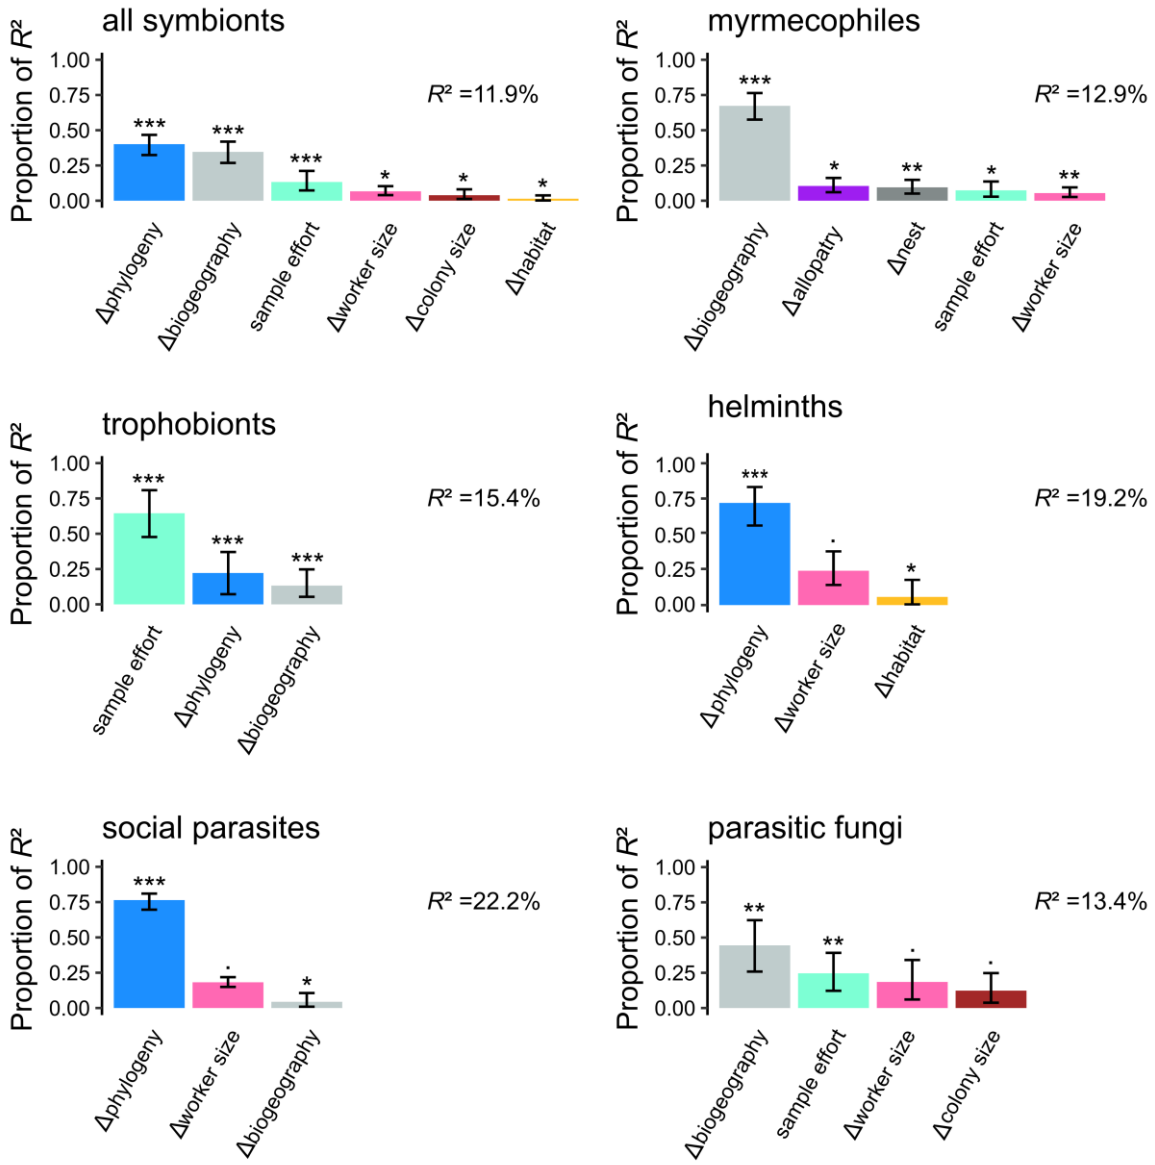 all symbionts
Proportion of R²
1.00
0.75
0.50
0.25
0.00
R² =11.9%
***
***
***
*
*
*
Δphylogeny
Δbiogeography
sample effort
Δworker size
Δcolony size
Δhabitat
myrmecophiles
Proportion of R²
1.00
0.75
0.50
0.25
0.00
R² =12.9%
***
*
**
*
**
Δbiogeography
Δallopatry
Δnest
sample effort
Δworker size
trophobionts
Proportion of R²
1.00
0.75
0.50
0.25
0.00
R² =15.4%
***
***
***
sample effort
Δphylogeny
Δbiogeography
helminths
Proportion of R²
1.00
0.75
0.50
0.25
0.00
R² =19.2%
***
.
*
Δphylogeny
Δworker size
Δhabitat
social parasites
Proportion of R²
1.00
0.75
0.50
0.25
0.00
R² =22.2%
***
.
*
Δphylogeny
Δworker size
Δbiogeography
parasitic fungi
Proportion of R²
1.00
0.75
0.50
0.25
0.00
R² =13.4%
**
**
.
.
Δbiogeography
sample effort
Δworker size
Δcolony size